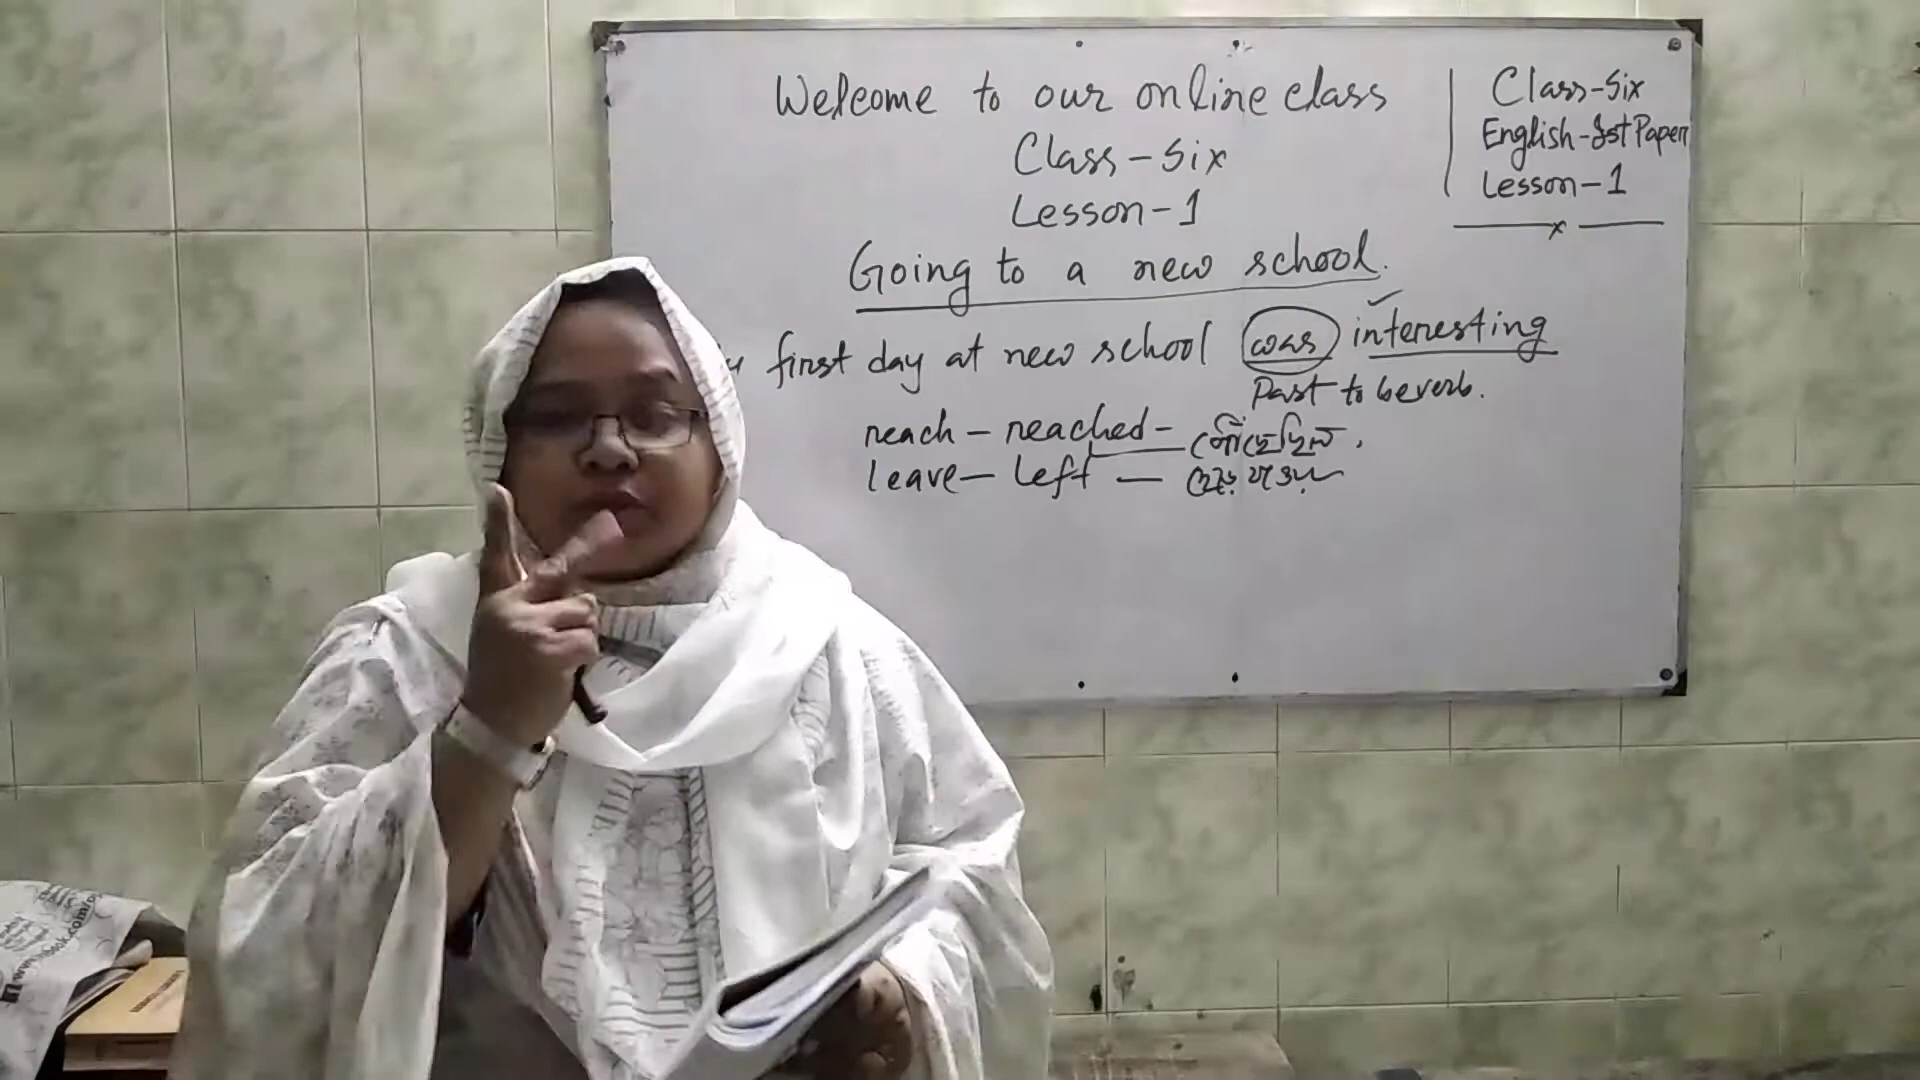 Welcome to our online class
Class-Six
Lesson-1
Going to a new school.
first day at new school was interesting
Past to be verb.
reach - reached - পৌঁছেছিল,
leave - left -
Class-Six
English-1st Paper
Lesson-1